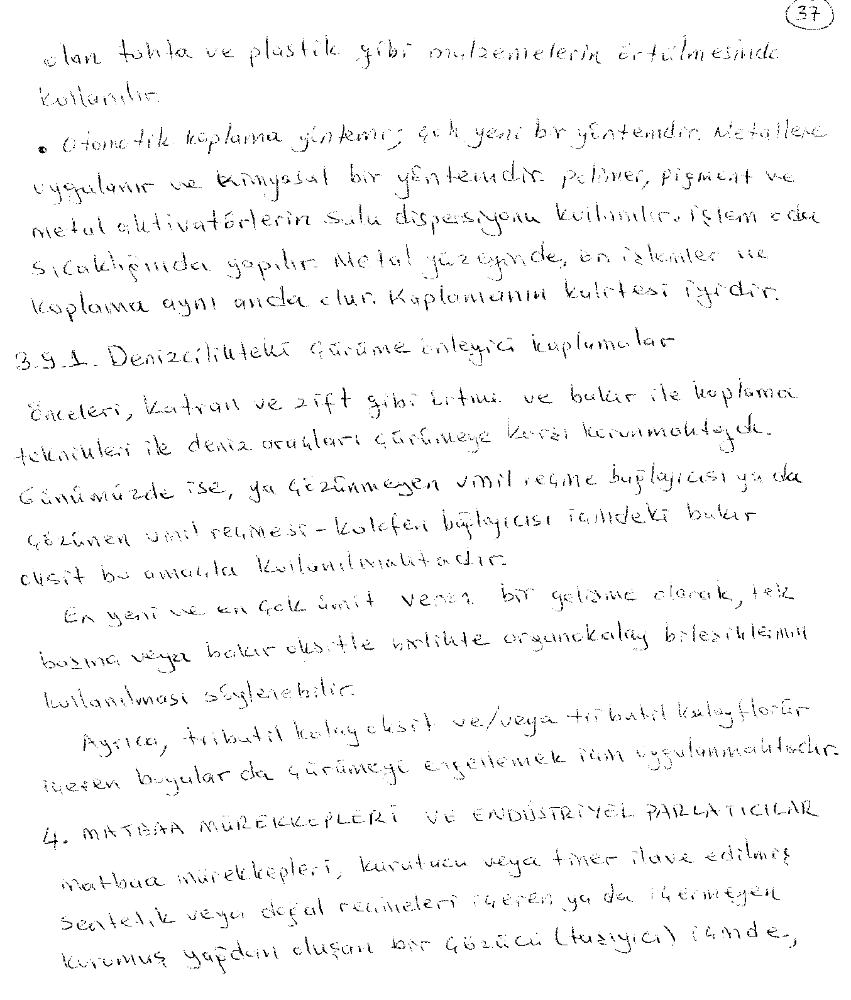 37
olan tahta ve plastik gibi malzemelerin örtülmesinde
kullanılır.
• Otometik kaplama yöntemi; çok yeni bir yöntemdir. Metallere
uygulanır ve kimyasal bir yöntemdir. Polimer, pigment ve
metal aktivatörlerin sulu dispersiyonu kullanılır. işlem oda
sıcaklığında yapılır. Metal yüzeyinde, ön işlemler ve
kaplama aynı anda olur. Kaplamanın kalitesi iyidir.
3.9.1. Denizcilikteki Çürüme önleyici kaplamalar
Önceleri, katran ve zift gibi örtme ve bakır ile kaplama
teknikleri ile deniz araçları çürümeye karşı korunmaktaydı.
Günümüzde ise, ya çözünmeyen vinil reçine bağlayıcısı ya da
çözünen vinil reçinesi-kolofen bağlayıcısı içindeki bakır
oksit bu amaçla kullanılmaktadır.
En yeni ve en çok ümit veren bir gelişme olarak, tek
başına veya bakır oksitle birlikte organokalay bileşiklerinin
kullanılması söylenebilir.
Ayrıca, tributil kalay oksit ve/veya tributil kalayflorür
içeren boyular da çürümeyi engellemek için uygulanmaktadır.
4. MATBAA MÜREKKEPLERİ VE ENDÜSTRİYEL PARLATICILAR
Matbaa mürekkepleri, kurutucu veya tiner ilave edilmiş
sentetik veya doğal reçineleri içeren ya da içermeyen
kurumuş yağdan oluşan bir çözücü (taşıyıcı) içinde,